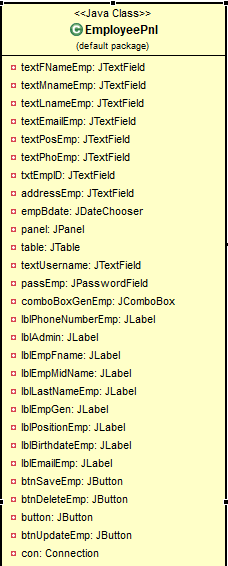 <<Java Class>>
C EmployeePnl
(default package)
textFNameEmp: JTextField
textMnameEmp: JTextField
textLnameEmp: JTextField
textEmailEmp: JTextField
textPosEmp: JTextField
textPhoEmp: JTextField
txtEmpID: JTextField
addressEmp: JTextField
empBdate: JDateChooser
panel: JPanel
table: JTable
textUsername: JTextField
passEmp: JPasswordField
comboBoxGenEmp: JComboBox
lblPhoneNumberEmp: JLabel
lblAdmin: JLabel
lblEmpFname: JLabel
lblEmpMidName: JLabel
lblLastNameEmp: JLabel
lblEmpGen: JLabel
lblPositionEmp: JLabel
lblBirthdateEmp: JLabel
lblEmailEmp: JLabel
btnSaveEmp: JButton
btnDeleteEmp: JButton
button: JButton
btnUpdateEmp: JButton
con: Connection